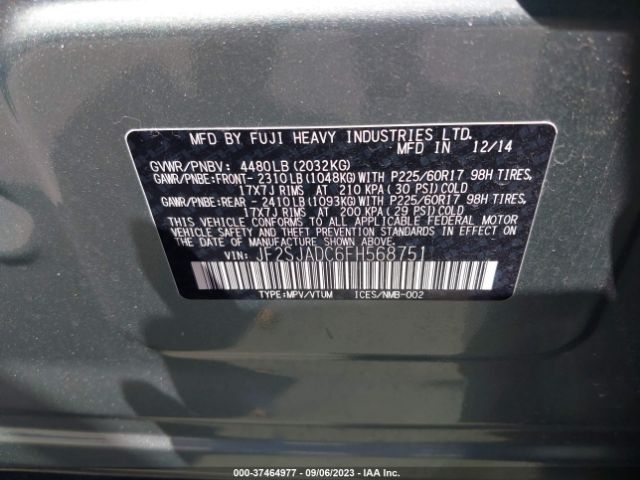 MFD BY FUJI HEAVY INDUSTRIES LTD.
MFD IN 12/14
GVWR/PNBV: 4480LB(2032KG)
GAWR/PNBE:FRONT- 2310LB(1048KG)WITH P225/60R17 98H TIRES,
17X7J RIMS AT 210 KPA(30 PSI)COLD
GAWR/PNBE:REAR - 2410LB(1093KG)WITH P225/60R17 98H TIRES,
17X7J RIMS AT 200 KPA(29 PSI)COLD
THIS VEHICLE CONFORMS TO ALL APPLICABLE FEDERAL MOTOR
VEHICLE SAFETY AND THEFT PREVENTION STANDARDS IN EFFECT
ON THE DATE OF MANUFACTURE SHOWN ABOVE.
VIN: JF2SJADC6FH568751
TYPE:MPV/VTUM ICES/NMB-002
000-37464977 - 09/06/2023 - IAA Inc.